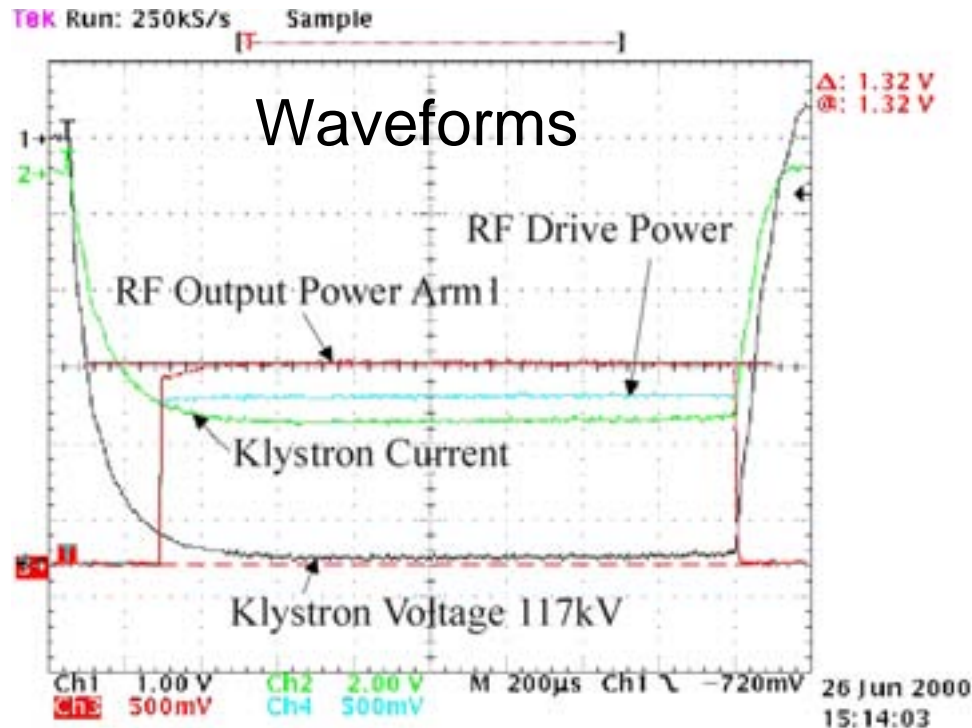 Tek Run: 250kS/s Sample
[T ]
Δ: 1.32 V
@: 1.32 V
Waveforms
1→
2→
RF Drive Power
RF Output Power Arm1
Klystron Current
T
3→
Klystron Voltage 117kV
Ch1 1.00 V Ch2 2.00 V M 200µs Ch1 -720mV
Ch3 500mV Ch4 500mV
26 Jun 2000
15:14:03